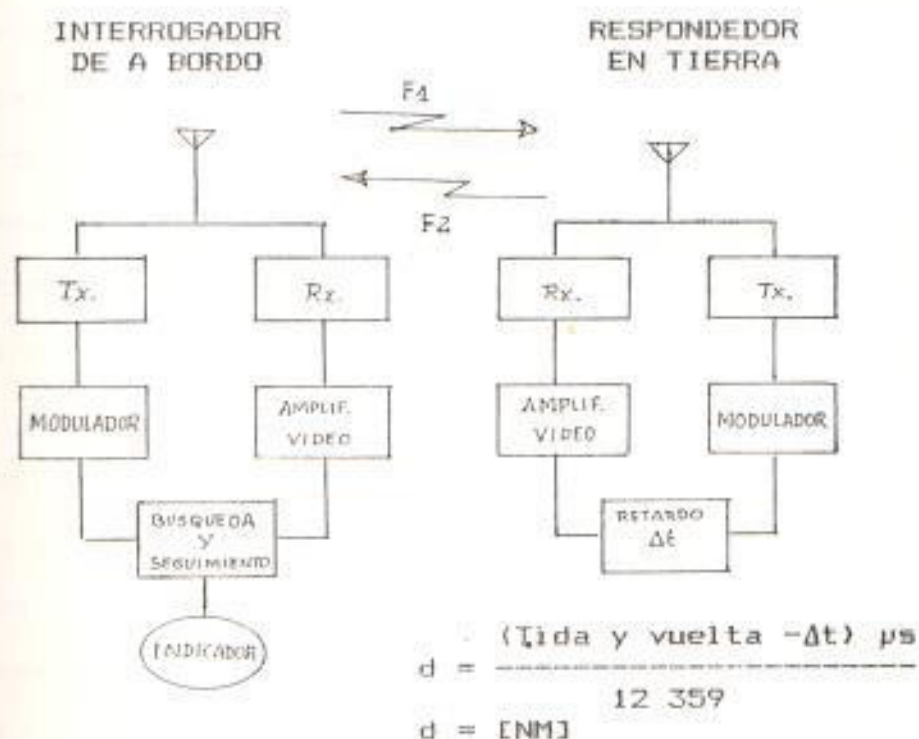 INTERROGADOR
DE A BORDO
RESPONDEDOR
EN TIERRA
F1
F2
Tx.
Rx.
Rx.
Tx.
MODULADOR
AMPLIF.
VIDEO
AMPLIF.
VIDEO
MODULADOR
BUSQUEDA
Y
SEGUIMIENTO
RETARDO
Δt
INDICADOR
(Tida y vuelta -Δt) µs
d = ----------------------
12 359
d = [NM]